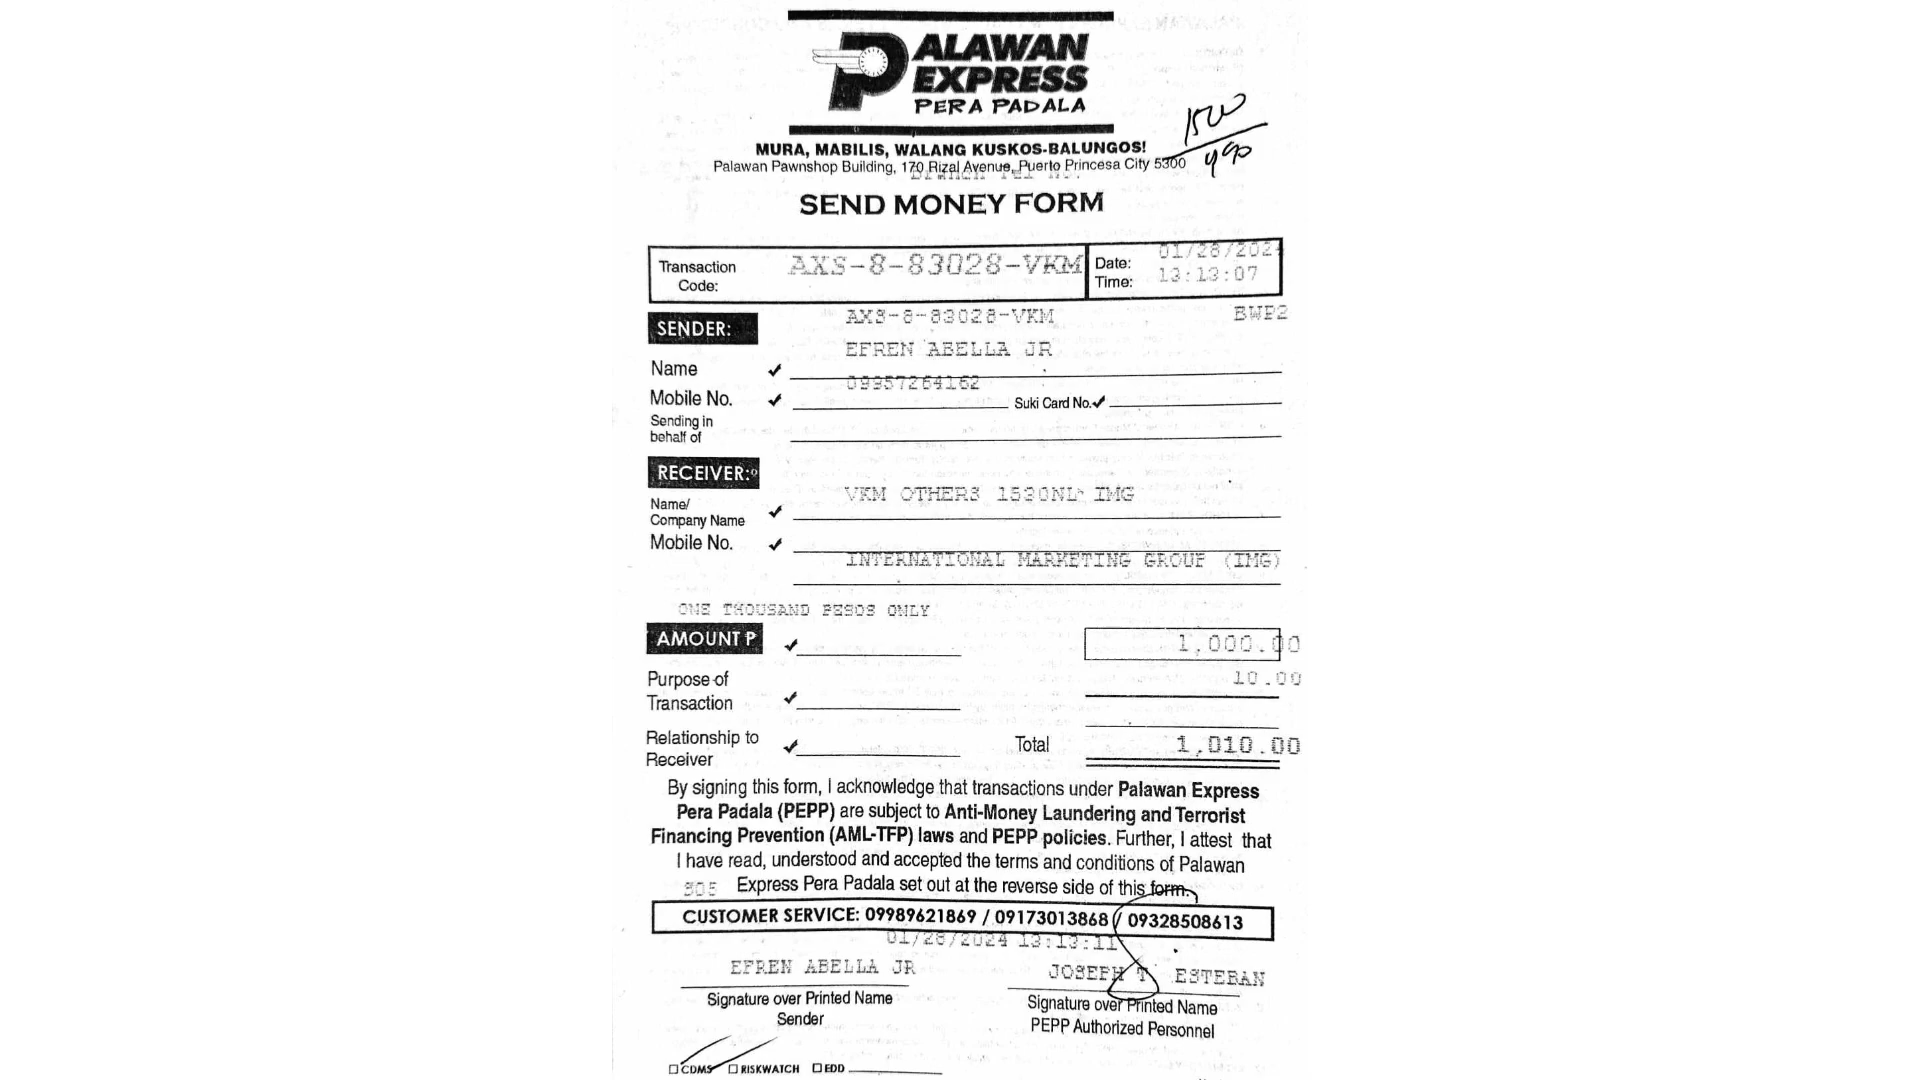 PALAWAN
EXPRESS
PERA PADALA
MURA, MABILIS, WALANG KUSKOS-BALUNGOS!
Palawan Pawnshop Building, 170 Rizal Avenue, Puerto Princesa City 5300
SEND MONEY FORM
Transaction Code: AXS-8-83028-VKM
Date: 01/28/2024
Time: 13:13:07
AXS-8-83028-VKM BWP2
SENDER:
EFREN ABELLA JR
Name
09957264162
Mobile No. Suki Card No.
Sending in
behalf of
RECEIVER:
VKM OTHERS 1530NL IMG
Name/
Company Name
Mobile No.
INTERNATIONAL MARKETING GROUP (IMG)
ONE THOUSAND PESOS ONLY
AMOUNT ₱ 1,000.00
10.00
Purpose of
Transaction
Relationship to
Receiver
Total 1,010.00
By signing this form, I acknowledge that transactions under Palawan Express
Pera Padala (PEPP) are subject to Anti-Money Laundering and Terrorist
Financing Prevention (AML-TFP) laws and PEPP policies. Further, I attest that
I have read, understood and accepted the terms and conditions of Palawan
Express Pera Padala set out at the reverse side of this form.
CUSTOMER SERVICE: 09989621869 / 09173013868 / 09328508613
01/28/2024 13:13:11
EFREN ABELLA JR JOSEPH T. ESTEBAN
Signature over Printed Name
Sender
Signature over Printed Name
PEPP Authorized Personnel
CDMS RISKWATCH EDD